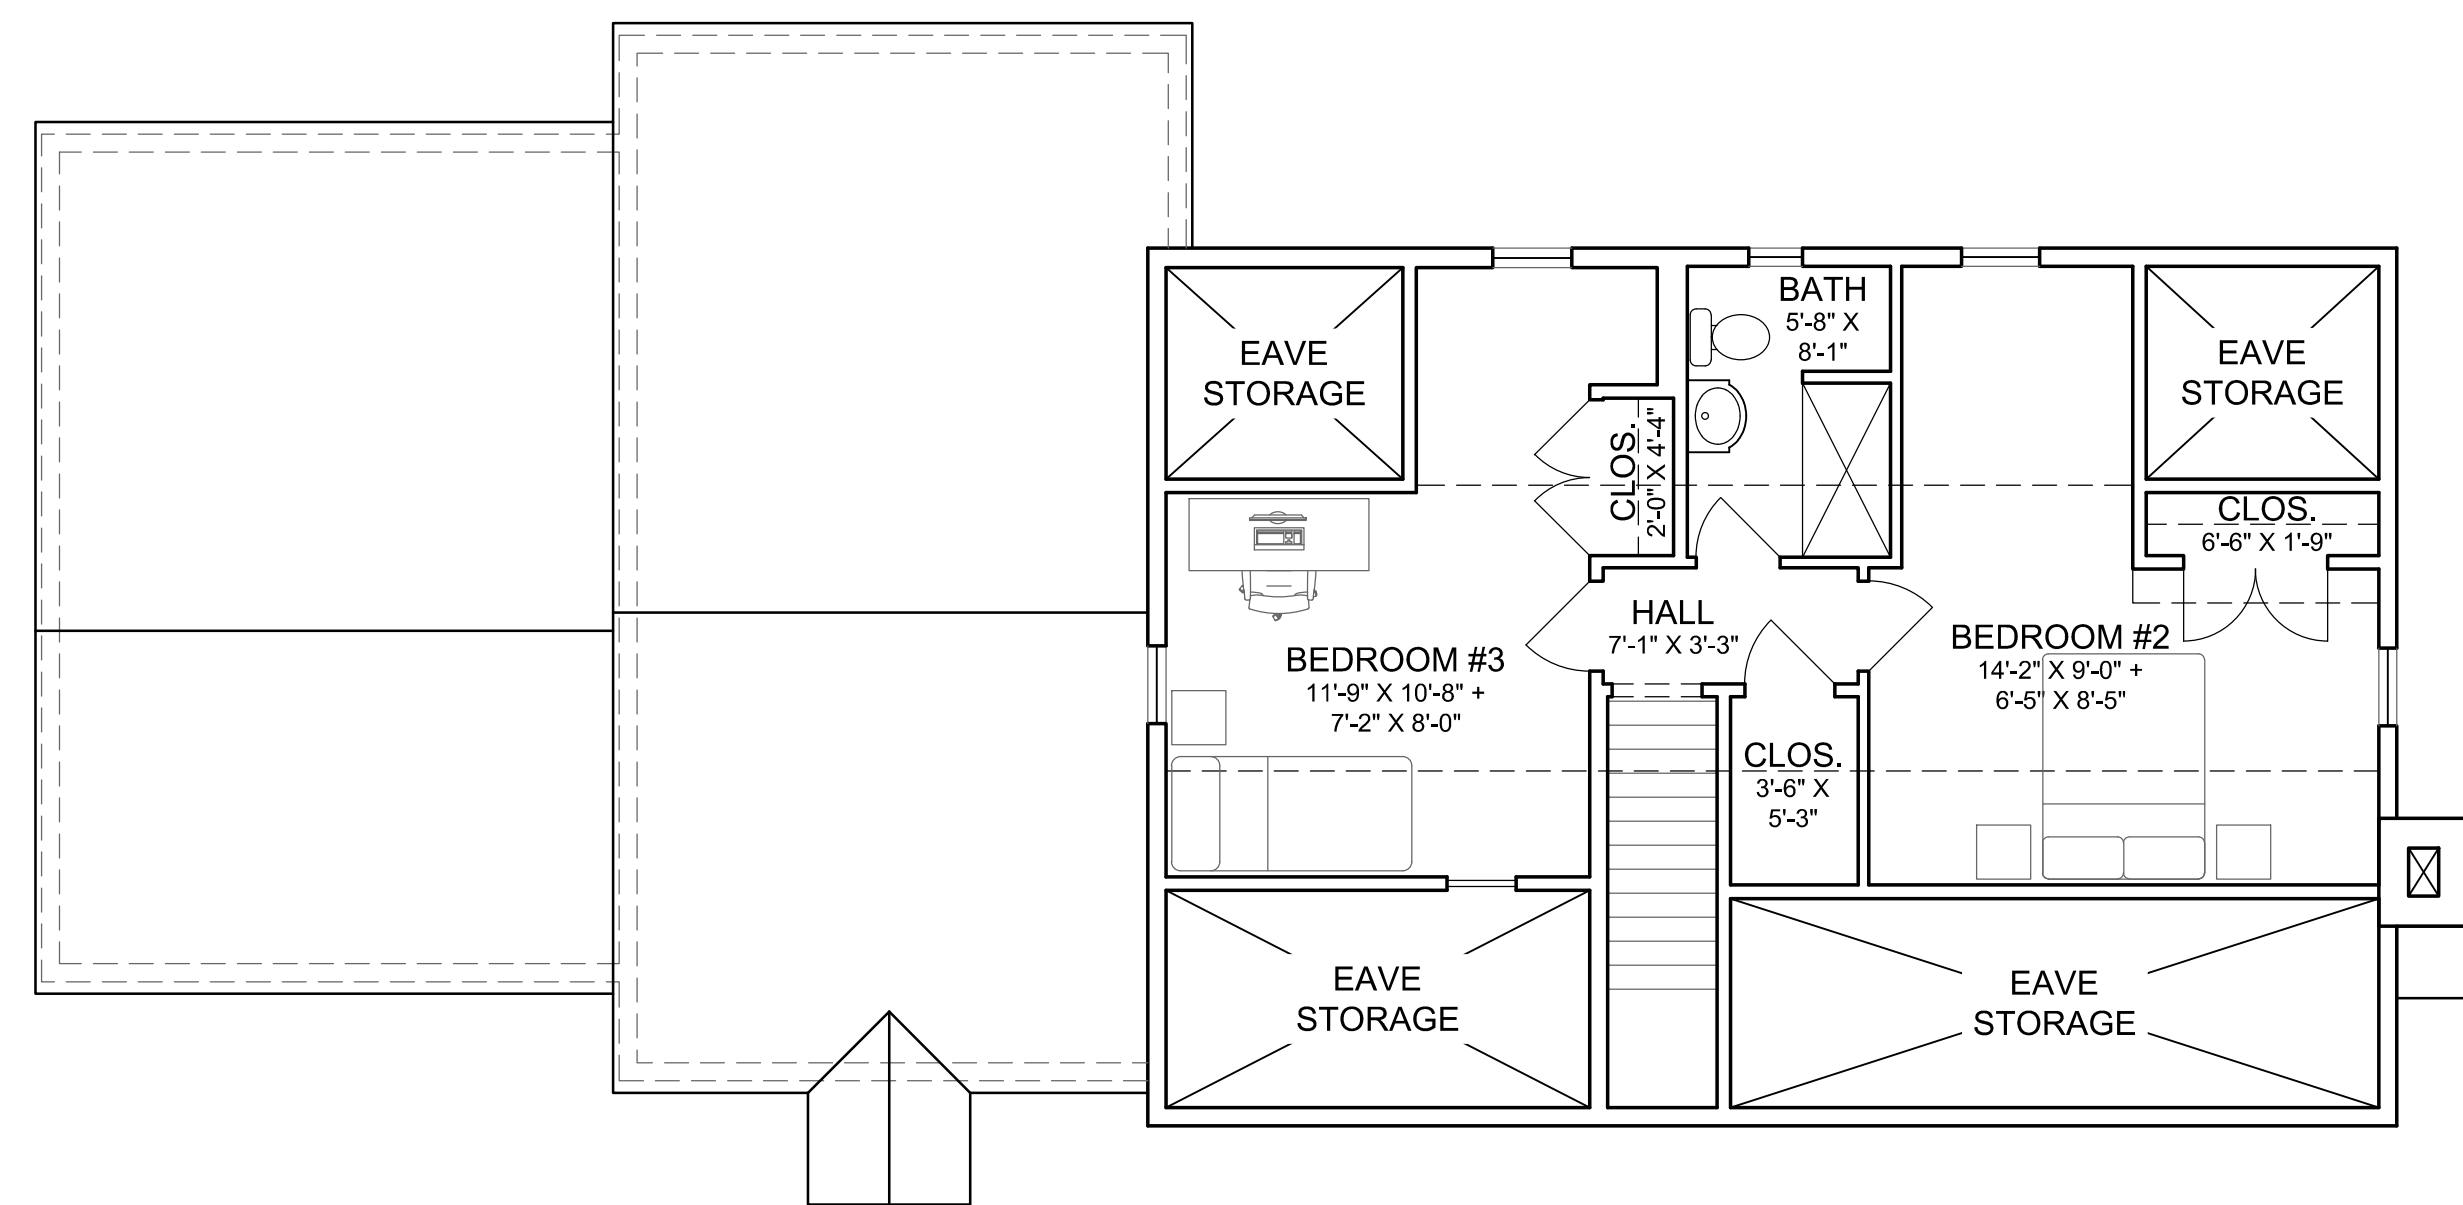 EAVE
STORAGE
BATH
5'-8" X
8'-1"
EAVE
STORAGE
CLOS.
2'-0" X 4'-4"
CLOS.
6'-6" X 1'-9"
HALL
7'-1" X 3'-3"
BEDROOM #3
11'-9" X 10'-8" +
7'-2" X 8'-0"
BEDROOM #2
14'-2" X 9'-0" +
6'-5" X 8'-5"
CLOS.
3'-6" X
5'-3"
EAVE
STORAGE
EAVE
STORAGE